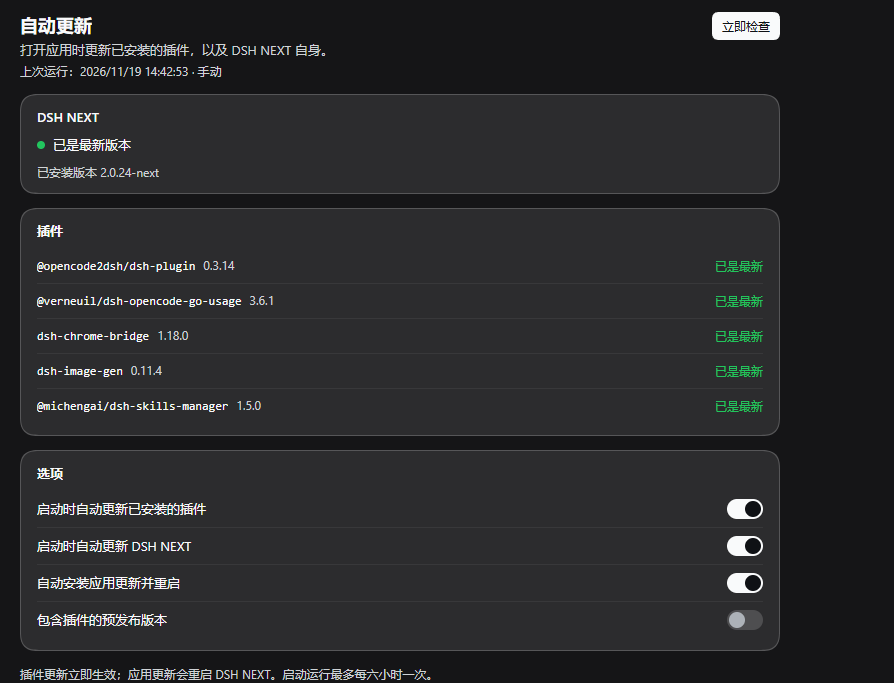 自动更新
立即检查
打开应用时更新已安装的插件，以及 DSH NEXT 自身。
上次运行：2026/11/19 14:42:53 · 手动
DSH NEXT
已是最新版本
已安装版本 2.0.24-next
插件
@opencode2dsh/dsh-plugin 0.3.14 已是最新
@verneuil/dsh-opencode-go-usage 3.6.1 已是最新
dsh-chrome-bridge 1.18.0 已是最新
dsh-image-gen 0.11.4 已是最新
@michengai/dsh-skills-manager 1.5.0 已是最新
选项
启动时自动更新已安装的插件
启动时自动更新 DSH NEXT
自动安装应用更新并重启
包含插件的预发布版本
插件更新立即生效；应用更新会重启 DSH NEXT。启动运行最多每六小时一次。